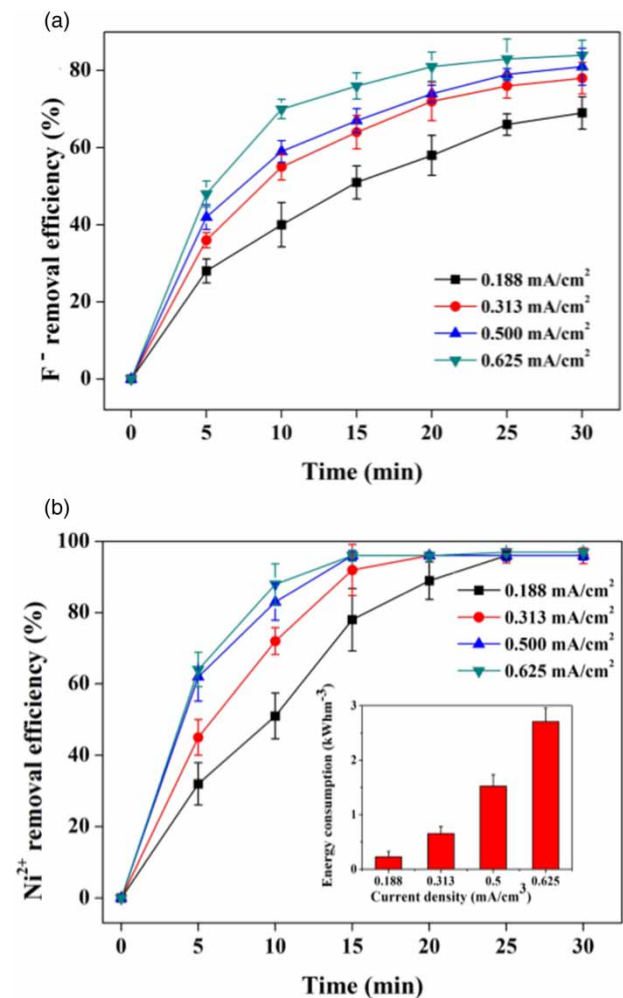 (a)
F⁻ removal efficiency (%)
80
60
40
20
0
0.188 mA/cm²
0.313 mA/cm²
0.500 mA/cm²
0.625 mA/cm²
0 5 10 15 20 25 30
Time (min)
(b)
Ni²⁺ removal efficiency (%)
100
80
60
40
20
0
0.188 mA/cm²
0.313 mA/cm²
0.500 mA/cm²
0.625 mA/cm²
Energy consumption (kWhm⁻³)
3
2
1
0
0.188 0.313 0.5 0.625
Current density (mA/cm³)
0 5 10 15 20 25 30
Time (min)